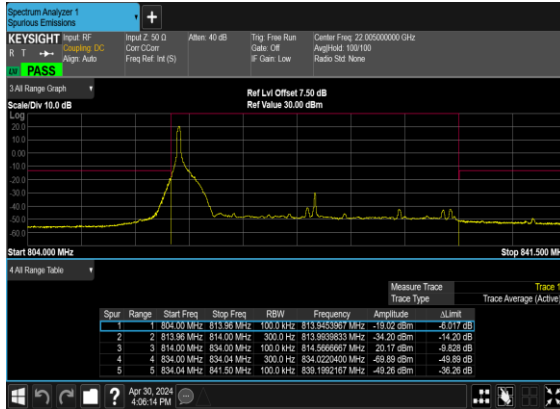 Spectrum Analyzer 1
Spurious Emissions
+
KEYSIGHT Input: RF Input Z: 50 Ω Atten: 40 dB Trig: Free Run Center Freq: 22.005000000 GHz
R T Coupling: DC Corr CCorr Gate: Off Avg|Hold: 100/100
Align: Auto Freq Ref: Int (S) IF Gain: Low Radio Std: None
PASS
3 All Range Graph
Ref Lvl Offset 7.50 dB
Scale/Div 10.0 dB Ref Value 30.00 dBm
Log
20.0
10.0
0.00
-10.0
-20.0
-30.0
-40.0
-50.0
-60.0
Start 804.000 MHz Stop 841.500 MH
4 All Range Table
Measure Trace Trace 1
Trace Type Trace Average (Active)
Spur Range Start Freq Stop Freq RBW Frequency Amplitude ΔLimit
1 1 804.00 MHz 813.96 MHz 100.0 kHz 813.9453967 MHz -19.02 dBm -6.017 dB
2 2 813.96 MHz 814.00 MHz 300.0 Hz 813.9939833 MHz -34.20 dBm -14.20 dB
3 3 814.00 MHz 834.00 MHz 100.0 kHz 814.5666667 MHz 20.17 dBm -9.828 dB
4 4 834.00 MHz 834.04 MHz 300.0 Hz 834.0220400 MHz -69.89 dBm -49.89 dB
5 5 834.04 MHz 841.50 MHz 100.0 kHz 839.1992167 MHz -49.26 dBm -36.26 dB
? Apr 30, 2024
4:06:14 PM